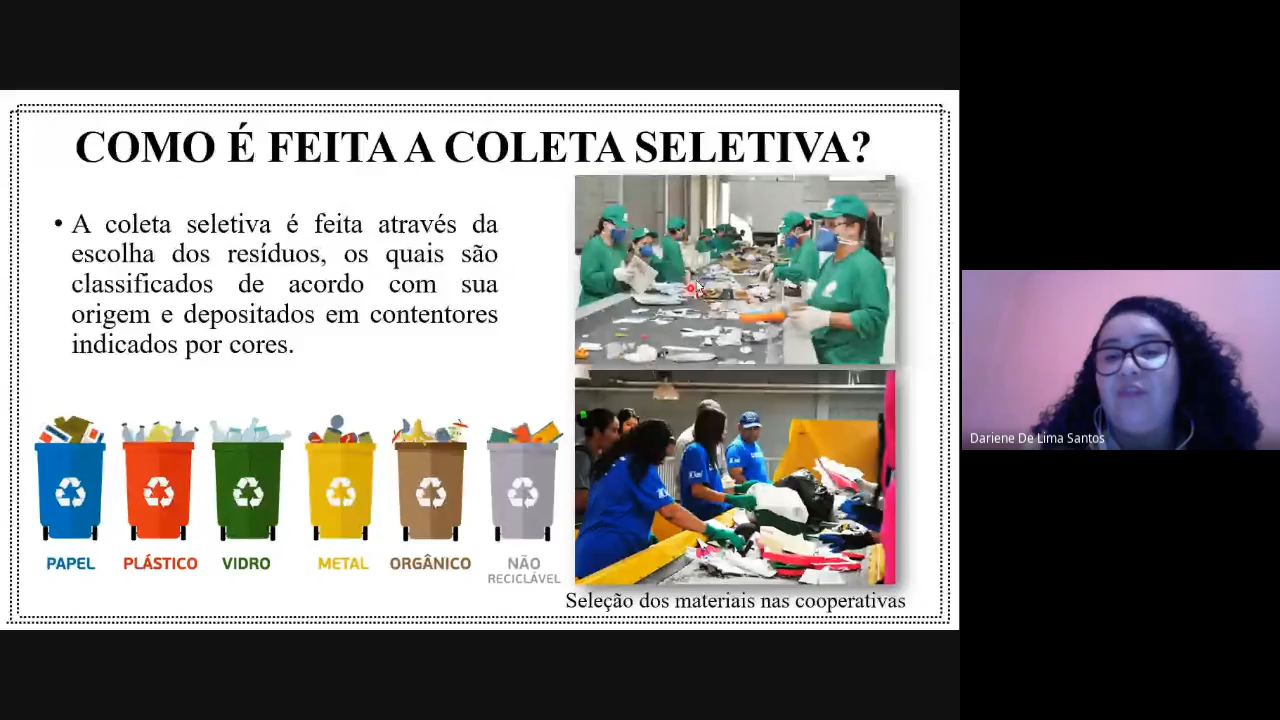 COMO É FEITA A COLETA SELETIVA?
• A coleta seletiva é feita através da
escolha dos resíduos, os quais são
classificados de acordo com sua
origem e depositados em contentores
indicados por cores.
PAPEL
PLÁSTICO
VIDRO
METAL
ORGÂNICO
NÃO
RECICLÁVEL
Seleção dos materiais nas cooperativas
Dariene De Lima Santos